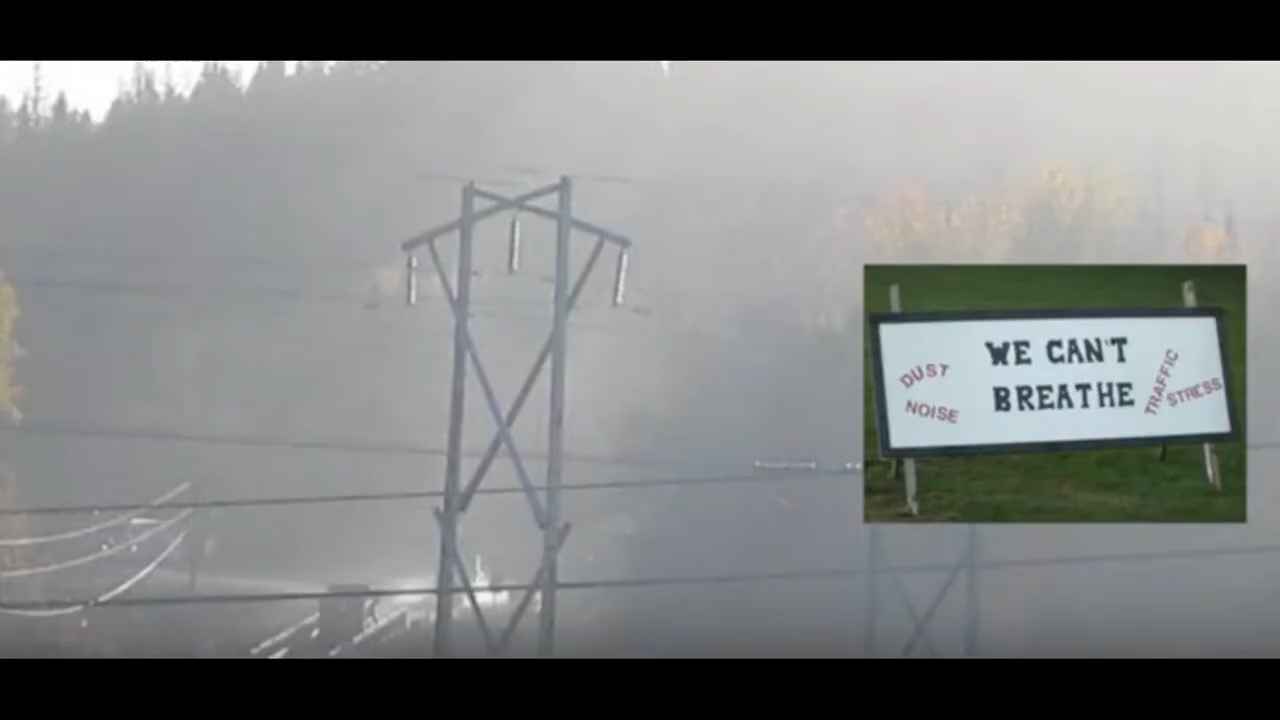 WE CAN'T
BREATHE
DUST
NOISE
TRAFFIC
STRESS